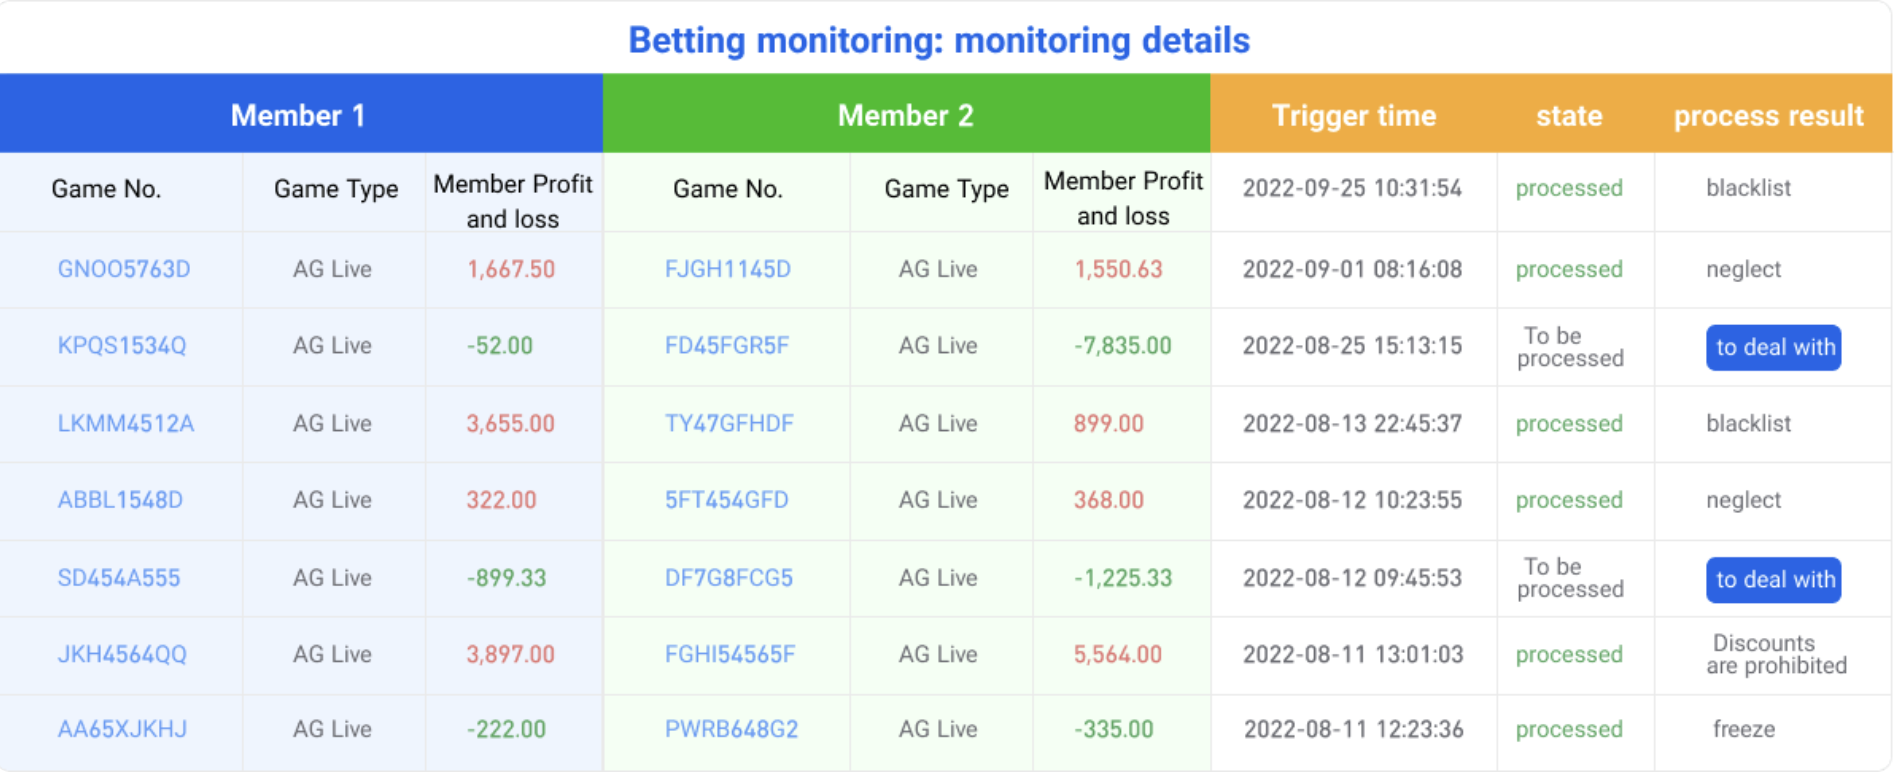 Betting monitoring: monitoring details
Member 1 Member 2 Trigger time state process result
Game No. Game Type Member Profit and loss Game No. Game Type Member Profit and loss 2022-09-25 10:31:54 processed blacklist
GNOO5763D AG Live 1,667.50 FJGH1145D AG Live 1,550.63 2022-09-01 08:16:08 processed neglect
KPQS1534Q AG Live -52.00 FD45FGR5F AG Live -7,835.00 2022-08-25 15:13:15 To be processed to deal with
LKMM4512A AG Live 3,655.00 TY47GFHDF AG Live 899.00 2022-08-13 22:45:37 processed blacklist
ABBL1548D AG Live 322.00 5FT454GFD AG Live 368.00 2022-08-12 10:23:55 processed neglect
SD454A555 AG Live -899.33 DF7G8FCG5 AG Live -1,225.33 2022-08-12 09:45:53 To be processed to deal with
JKH4564QQ AG Live 3,897.00 FGHI54565F AG Live 5,564.00 2022-08-11 13:01:03 processed Discounts are prohibited
AA65XJKHJ AG Live -222.00 PWRB648G2 AG Live -335.00 2022-08-11 12:23:36 processed freeze